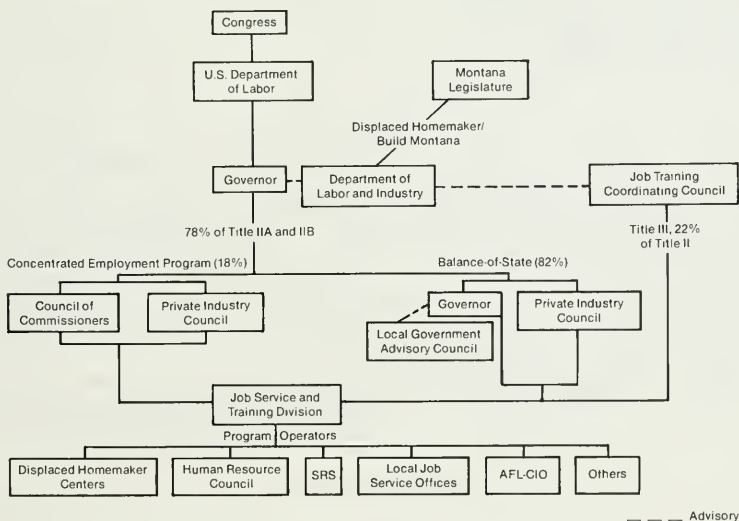 Congress
U.S. Department
of Labor
Montana
Legislature
Displaced Homemaker/
Build Montana
Governor
Department of
Labor and Industry
Job Training
Coordinating Council
78% of Title IIA and IIB
Title III, 22%
of Title II
Concentrated Employment Program (18%)
Balance-of-State (82%)
Council of
Commissioners
Private Industry
Council
Governor
Private Industry
Council
Local Government
Advisory Council
Job Service and
Training Division
Program Operators
Displaced Homemaker
Centers
Human Resource
Council
SRS
Local Job
Service Offices
AFL-CIO
Others
Advisory